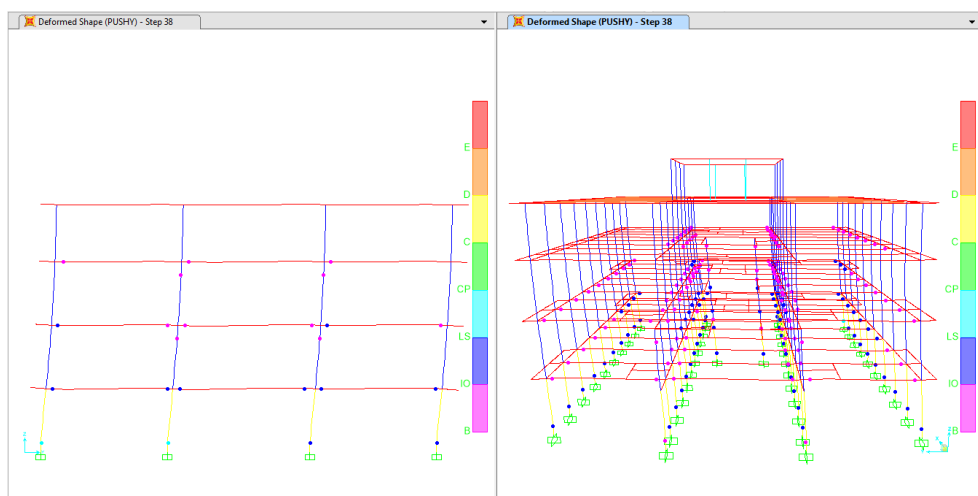 Deformed Shape (PUSHY) - Step 38
E
D
C
CP
LS
IO
B
Deformed Shape (PUSHY) - Step 38
E
D
C
CP
LS
IO
B